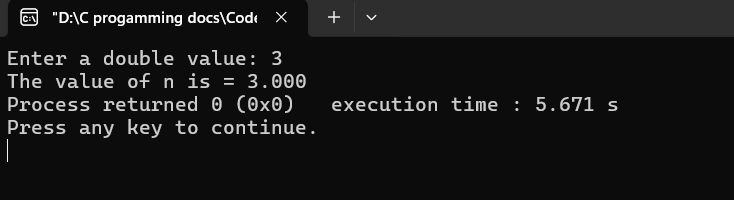 "D:\C progamming docs\Code
Enter a double value: 3
The value of n is = 3.000
Process returned 0 (0x0)   execution time : 5.671 s
Press any key to continue.